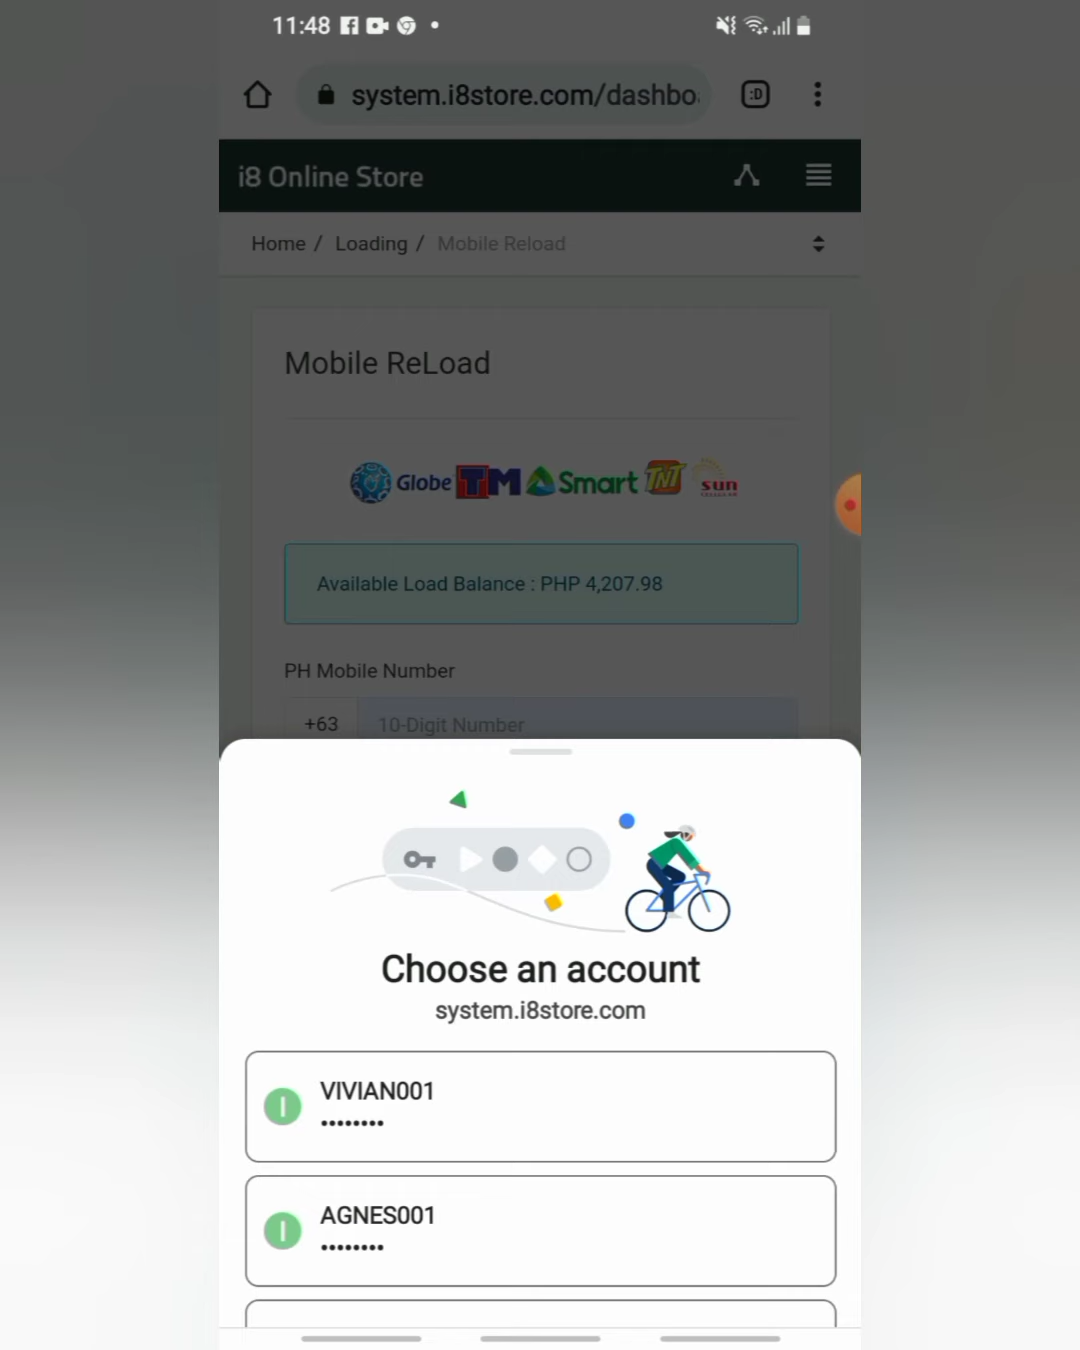 11:48
system.i8store.com/dashboa
:D
i8 Online Store
Home / Loading / Mobile Reload
Mobile ReLoad
Globe TM Smart TNT sun
Available Load Balance : PHP 4,207.98
PH Mobile Number
+63 10-Digit Number
Choose an account
system.i8store.com
VIVIAN001
••••••••
AGNES001
••••••••